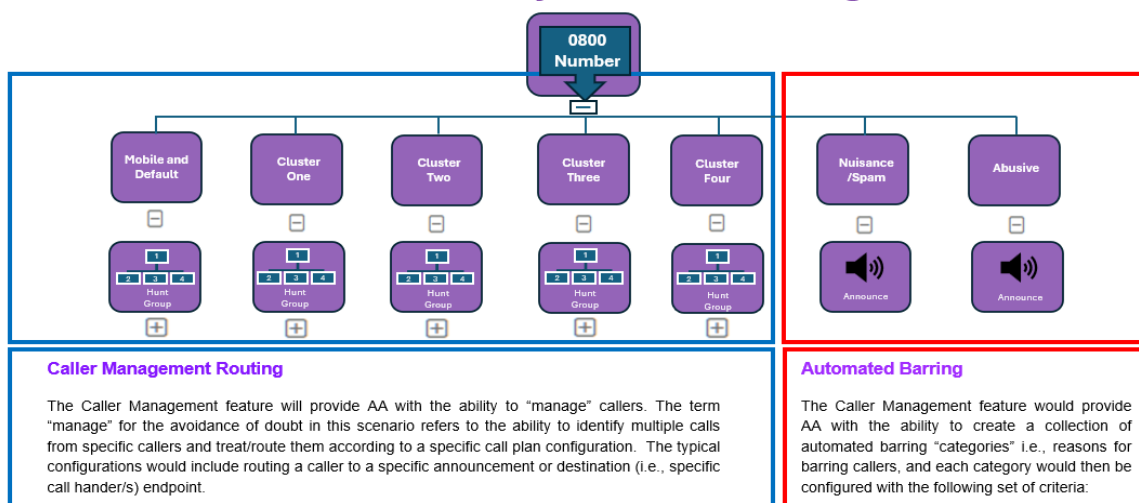 0800
Number
Mobile and
Default
Cluster
One
Cluster
Two
Cluster
Three
Cluster
Four
Nuisance
/Spam
Abusive
1
2 3 4
Hunt
Group
1
2 3 4
Hunt
Group
1
2 3 4
Hunt
Group
1
2 3 4
Hunt
Group
1
2 3 4
Hunt
Group
Announce
Announce
Caller Management Routing
The Caller Management feature will provide AA with the ability to “manage” callers. The term
“manage” for the avoidance of doubt in this scenario refers to the ability to identify multiple calls
from specific callers and treat/route them according to a specific call plan configuration. The typical
configurations would include routing a caller to a specific announcement or destination (i.e., specific
call hander/s) endpoint.
Automated Barring
The Caller Management feature would provide
AA with the ability to create a collection of
automated barring “categories” i.e., reasons for
barring callers, and each category would then be
configured with the following set of criteria: